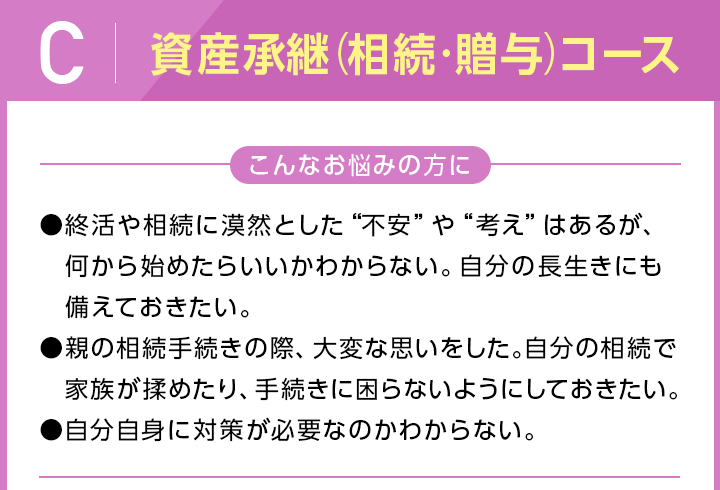 C 資産承継(相続・贈与)コース
こんなお悩みの方に
●終活や相続に漠然とした“不安”や“考え”はあるが、
何から始めたらいいかわからない。自分の長生きにも
備えておきたい。
●親の相続手続きの際、大変な思いをした。自分の相続で
家族が揉めたり、手続きに困らないようにしておきたい。
●自分自身に対策が必要なのかわからない。